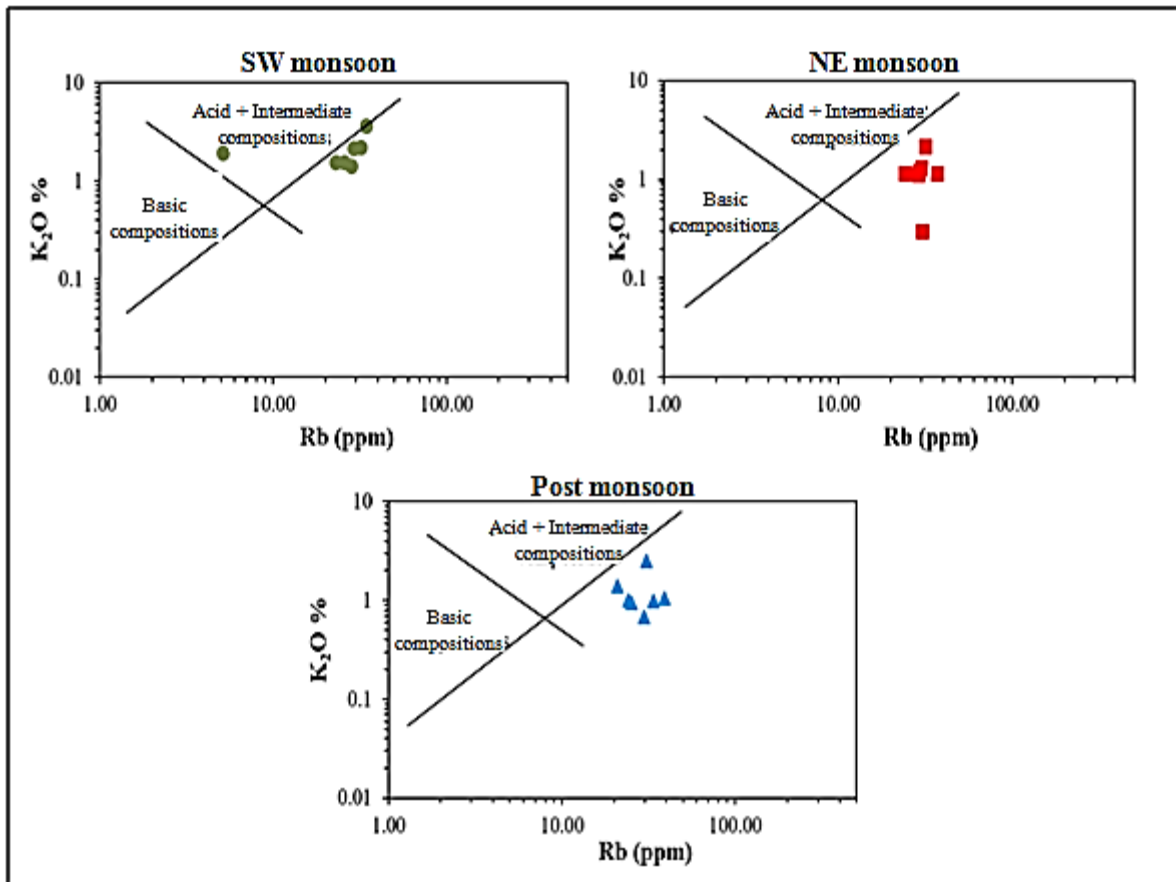 SW monsoon
10
1
0.1
0.01
K₂O %
Acid + Intermediate
compositions;
Basic
compositions
1.00
10.00
100.00
Rb (ppm)
NE monsoon
10
1
0.1
0.01
K₂O %
Acid + Intermediate
compositions
Basic
compositions
1.00
10.00
100.00
Rb (ppm)
Post monsoon
10
1
0.1
0.01
K₂O %
Acid + Intermediate
compositions
Basic
compositions
1.00
10.00
100.00
Rb (ppm)